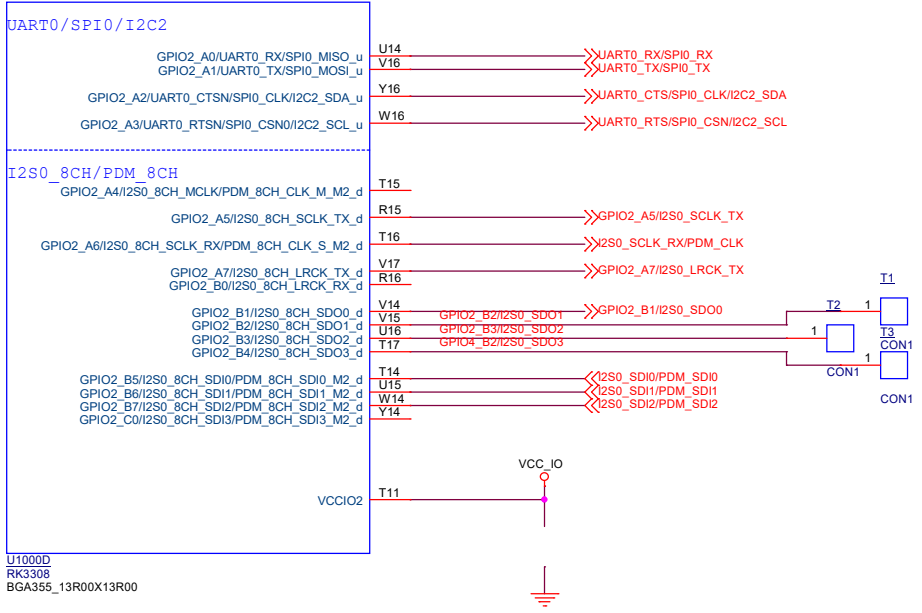 UART0/SPI0/I2C2
GPIO2_A0/UART0_RX/SPI0_MISO_u U14 UART0_RX/SPI0_RX
GPIO2_A1/UART0_TX/SPI0_MOSI_u V16 UART0_TX/SPI0_TX
GPIO2_A2/UART0_CTSN/SPI0_CLK/I2C2_SDA_u Y16 UART0_CTS/SPI0_CLK/I2C2_SDA
GPIO2_A3/UART0_RTSN/SPI0_CSN0/I2C2_SCL_u W16 UART0_RTS/SPI0_CSN/I2C2_SCL
I2S0_8CH/PDM_8CH
GPIO2_A4/I2S0_8CH_MCLK/PDM_8CH_CLK_M_M2_d T15
GPIO2_A5/I2S0_8CH_SCLK_TX_d R15 GPIO2_A5/I2S0_SCLK_TX
GPIO2_A6/I2S0_8CH_SCLK_RX/PDM_8CH_CLK_S_M2_d T16 I2S0_SCLK_RX/PDM_CLK
GPIO2_A7/I2S0_8CH_LRCK_TX_d V17 GPIO2_A7/I2S0_LRCK_TX
GPIO2_B0/I2S0_8CH_LRCK_RX_d R16
T1
GPIO2_B1/I2S0_8CH_SDO0_d V14 GPIO2_B1/I2S0_SDO0 T2 1
GPIO2_B2/I2S0_8CH_SDO1_d V15 GPIO2_B2/I2S0_SDO1
GPIO2_B3/I2S0_8CH_SDO2_d U16 GPIO2_B3/I2S0_SDO2 1 T3
GPIO2_B4/I2S0_8CH_SDO3_d T17 GPIO4_B2/I2S0_SDO3 CON1
1
CON1
GPIO2_B5/I2S0_8CH_SDI0/PDM_8CH_SDI0_M2_d T14 I2S0_SDI0/PDM_SDI0
GPIO2_B6/I2S0_8CH_SDI1/PDM_8CH_SDI1_M2_d U15 I2S0_SDI1/PDM_SDI1
CON1
GPIO2_B7/I2S0_8CH_SDI2/PDM_8CH_SDI2_M2_d W14 I2S0_SDI2/PDM_SDI2
GPIO2_C0/I2S0_8CH_SDI3/PDM_8CH_SDI3_M2_d Y14
VCC_IO
VCCIO2 T11
U1000D
RK3308
BGA355_13R00X13R00